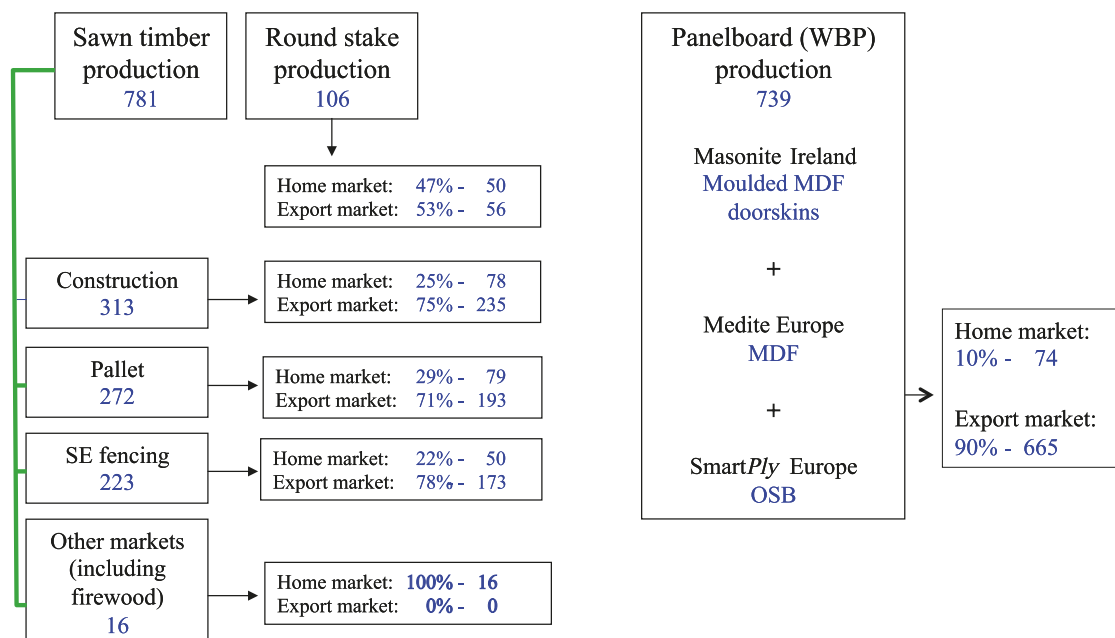 Sawn timber
production
781
Round stake
production
106
Home market: 47% - 50
Export market: 53% - 56
Construction
313
Home market: 25% - 78
Export market: 75% - 235
Pallet
272
Home market: 29% - 79
Export market: 71% - 193
SE fencing
223
Home market: 22% - 50
Export market: 78% - 173
Other markets
(including
firewood)
16
Home market: 100% - 16
Export market: 0% - 0
Panelboard (WBP)
production
739
Masonite Ireland
Moulded MDF
doorskins
+
Medite Europe
MDF
+
SmartPly Europe
OSB
Home market:
10% - 74
Export market:
90% - 665